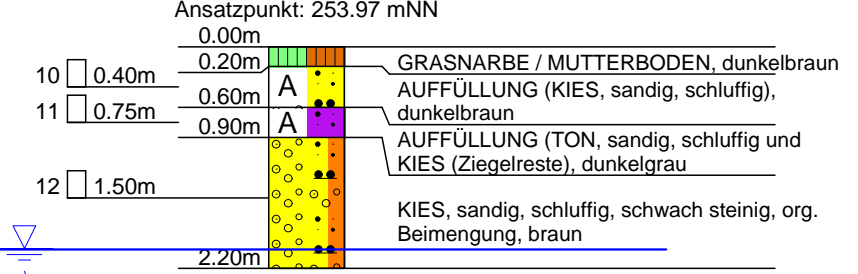 Ansatzpunkt: 253.97 mNN
0.00m
0.20m
GRASNARBE / MUTTERBODEN, dunkelbraun
10 0.40m
A
0.60m
AUFFÜLLUNG (KIES, sandig, schluffig),
dunkelbraun
11 0.75m
A
0.90m
AUFFÜLLUNG (TON, sandig, schluffig und
KIES (Ziegelreste), dunkelgrau
12 1.50m
KIES, sandig, schluffig, schwach steinig, org.
Beimengung, braun
2.20m